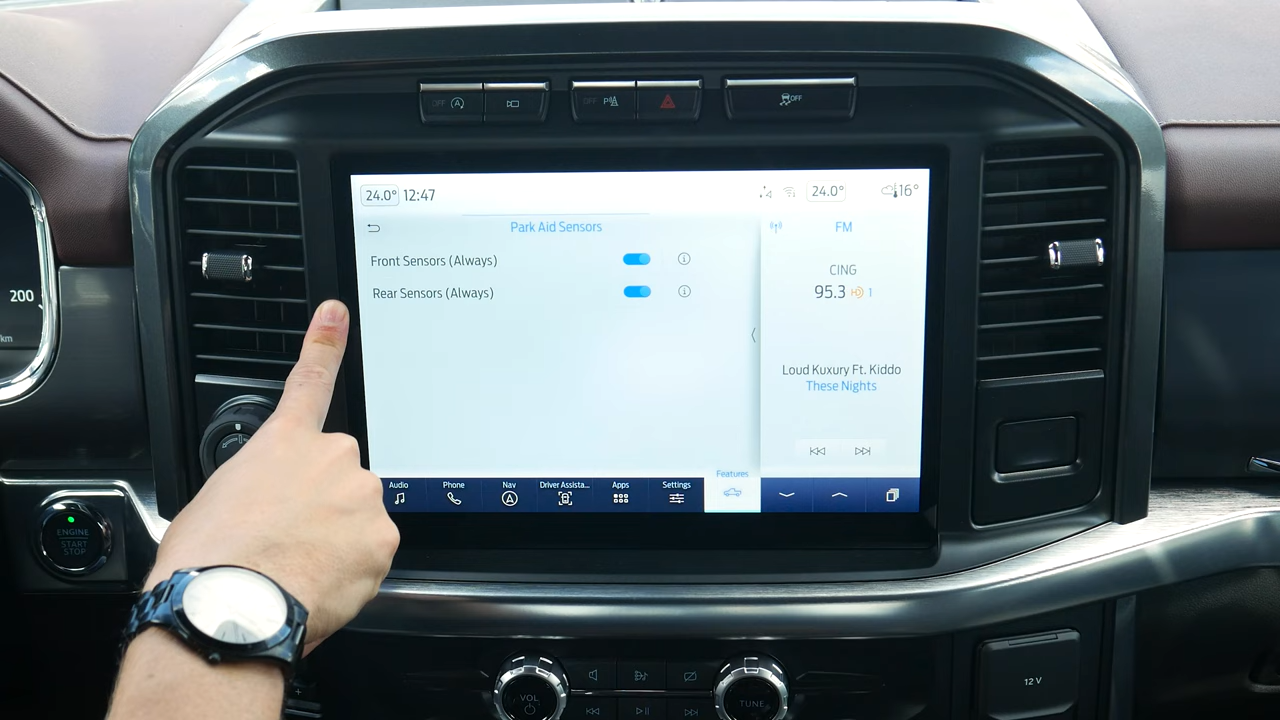 OFF
OFF P
OFF
24.0° 12:47
24.0°
16°
Park Aid Sensors
FM
Front Sensors (Always)
CING
95.3 HD 1
Rear Sensors (Always)
200
km
Loud Kuxury Ft. Kiddo
These Nights
Features
Audio
Phone
Nav
Driver Assista...
Apps
Settings
ENGINE
START
STOP
VOL
TUNE
12 V